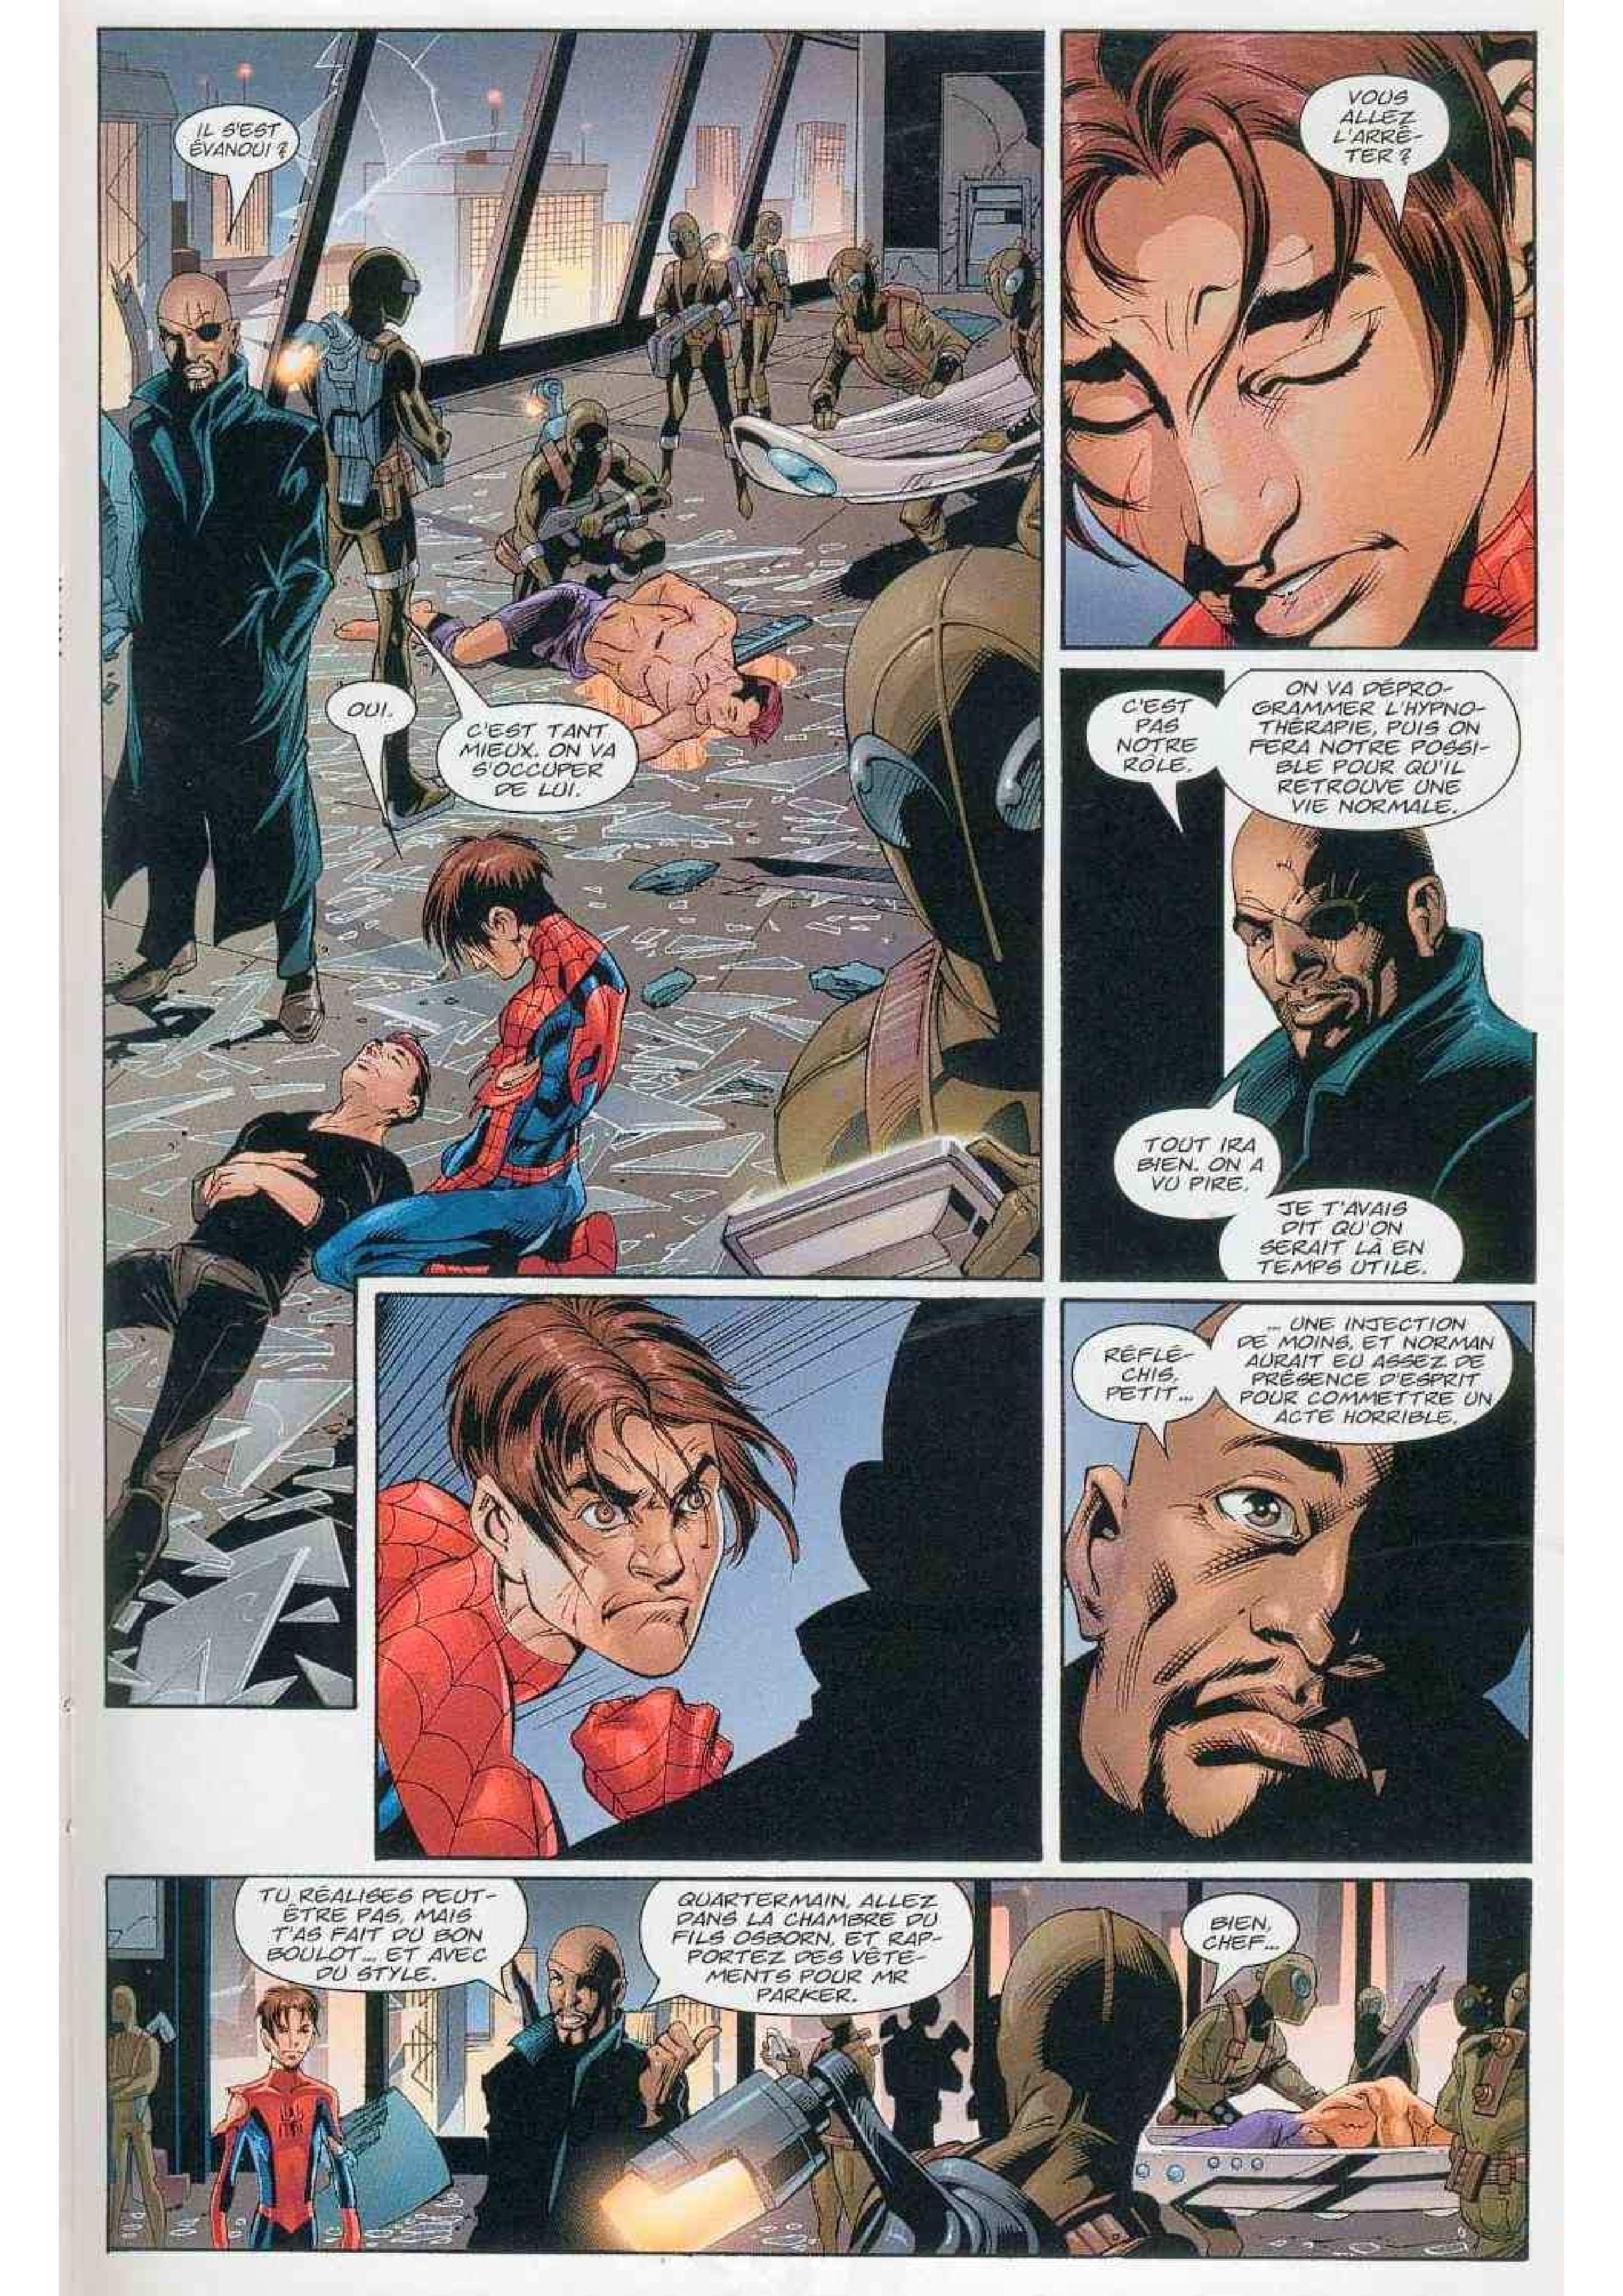 IL S'EST
ÉVANOUI ?
OUI.
C'EST TANT
MIEUX. ON VA
S'OCCUPER
DE LUI.
VOUS
ALLEZ
L'ARRÊ-
TER ?
C'EST
PAS
NOTRE
RÔLE.
ON VA DÉPRO-
GRAMMER L'HYPNO-
THÉRAPIE, PUIS ON
FERA NOTRE POSSI-
BLE POUR QU'IL
RETROUVE UNE
VIE NORMALE.
TOUT IRA
BIEN. ON A
VU PIRE.
JE T'AVAIS
DIT QU'ON
SERAIT LÀ EN
TEMPS UTILE.
RÉFLÉ-
CHIS,
PETIT...
... UNE INJECTION
DE MOINS, ET NORMAN
AURAIT EU ASSEZ DE
PRÉSENCE D'ESPRIT
POUR COMMETTRE UN
ACTE HORRIBLE.
TU RÉALISES PEUT-
ÊTRE PAS, MAIS
T'AS FAIT DU BON
BOULOT... ET AVEC
DU STYLE.
QUARTERMAIN, ALLEZ
DANS LA CHAMBRE DU
FILS OSBORN, ET RAP-
PORTEZ DES VÊTE-
MENTS POUR MR
PARKER.
BIEN,
CHEF...